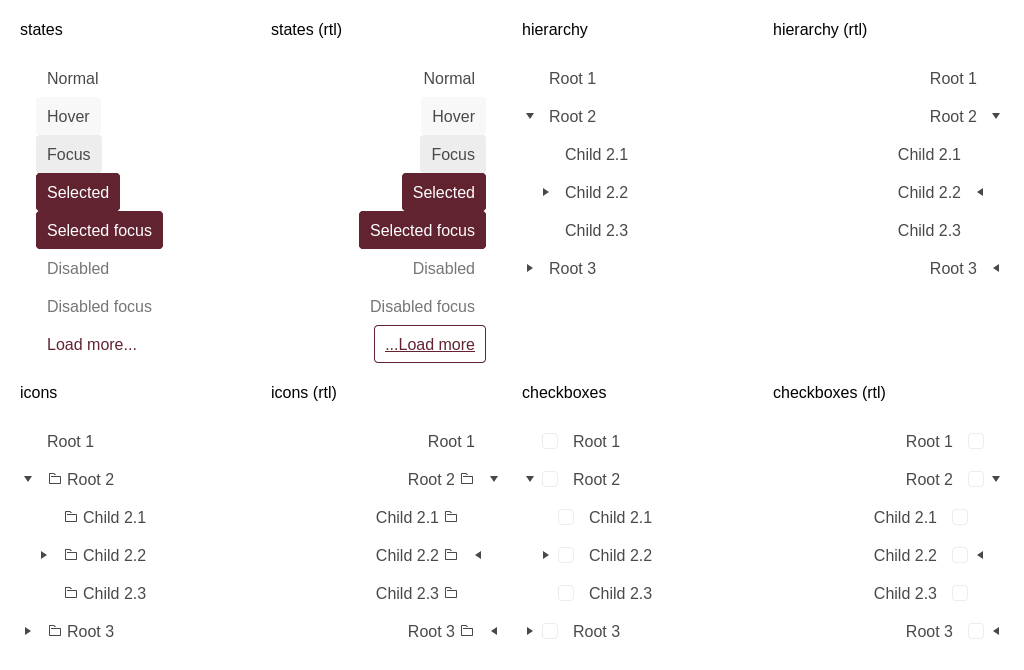 states
Normal
Hover
Focus
Selected
Selected focus
Disabled
Disabled focus
Load more...
states (rtl)
Normal
Hover
Focus
Selected
Selected focus
Disabled
Disabled focus
...Load more
hierarchy
Root 1
Root 2
Child 2.1
Child 2.2
Child 2.3
Root 3
hierarchy (rtl)
Root 1
Root 2
Child 2.1
Child 2.2
Child 2.3
Root 3
icons
Root 1
Root 2
Child 2.1
Child 2.2
Child 2.3
Root 3
icons (rtl)
Root 1
Root 2
Child 2.1
Child 2.2
Child 2.3
Root 3
checkboxes
Root 1
Root 2
Child 2.1
Child 2.2
Child 2.3
Root 3
checkboxes (rtl)
Root 1
Root 2
Child 2.1
Child 2.2
Child 2.3
Root 3